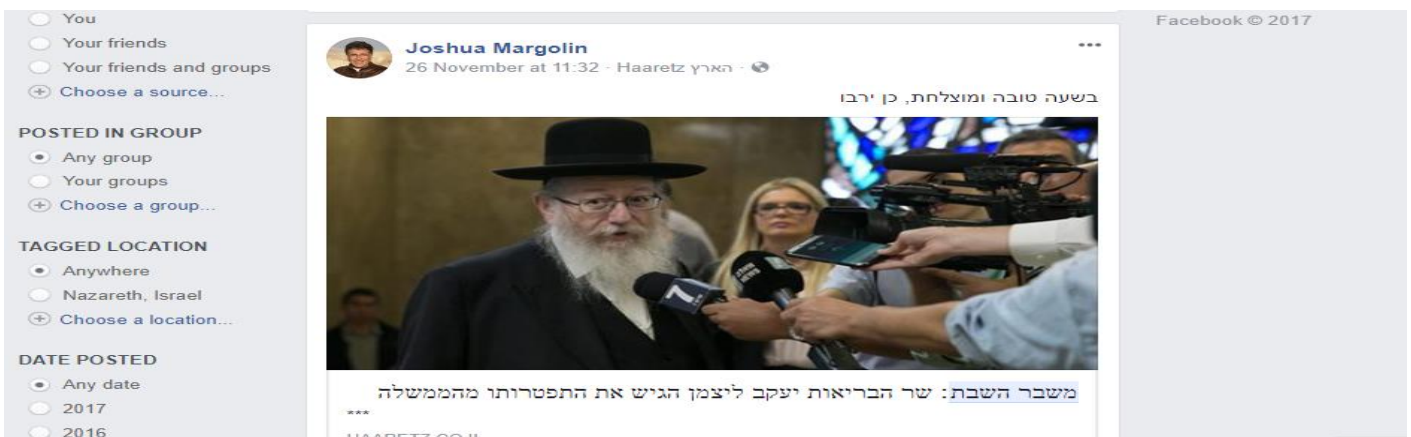 You
Your friends
Your friends and groups
Choose a source...
POSTED IN GROUP
Any group
Your groups
Choose a group...
TAGGED LOCATION
Anywhere
Nazareth, Israel
Choose a location...
DATE POSTED
Any date
2017
2016
Joshua Margolin
26 November at 11:32 · Haaretz הארץ ·
בשעה טובה ומוצלחת, כן ירבו
7
משבר השבת: שר הבריאות יעקב ליצמן הגיש את התפטרותו מהממשלה
***
Facebook © 2017